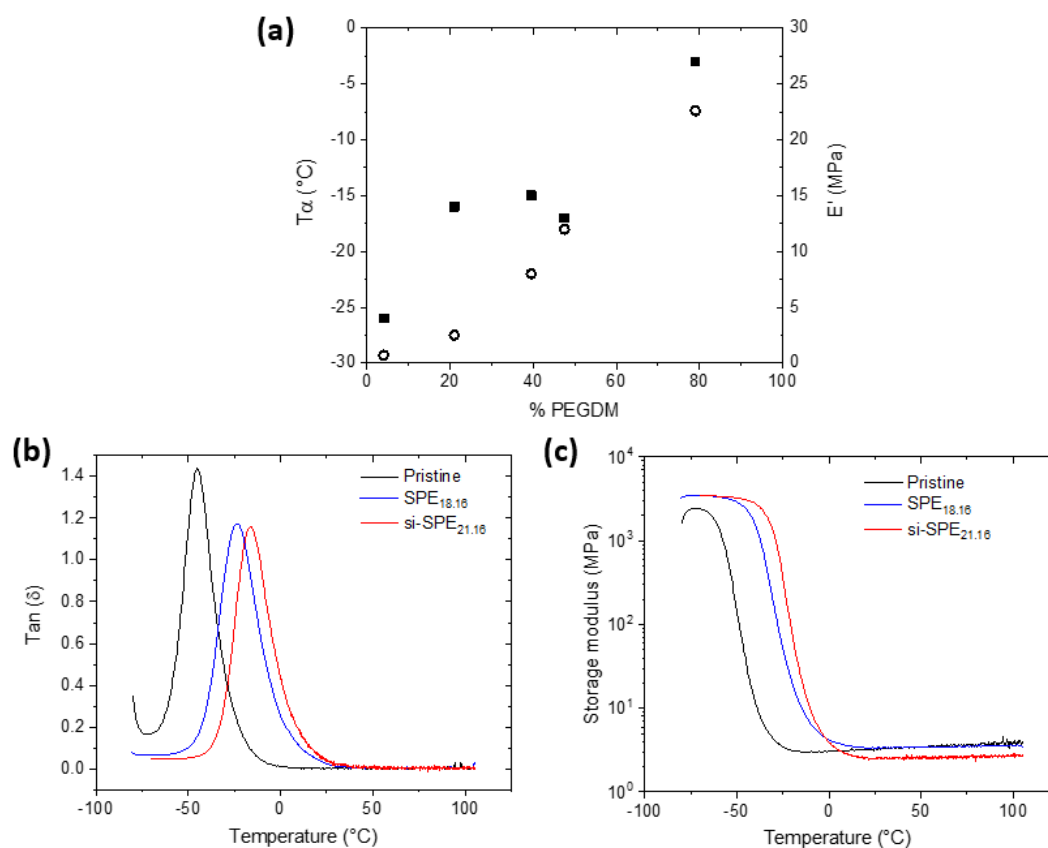 (a)
0
-5
-10
-15
-20
-25
-30
Tα (°C)
30
25
20
15
10
5
0
E' (MPa)
0 20 40 60 80 100
% PEGDM
(b)
1.4
1.2
1.0
0.8
0.6
0.4
0.2
0.0
Tan (δ)
Pristine
SPE18.16
si-SPE21.16
-100 -50 0 50 100
Temperature (°C)
(c)
10^4
10^3
10^2
10^1
10^0
Storage modulus (MPa)
Pristine
SPE18.16
si-SPE21.16
-100 -50 0 50 100
Temperature (°C)